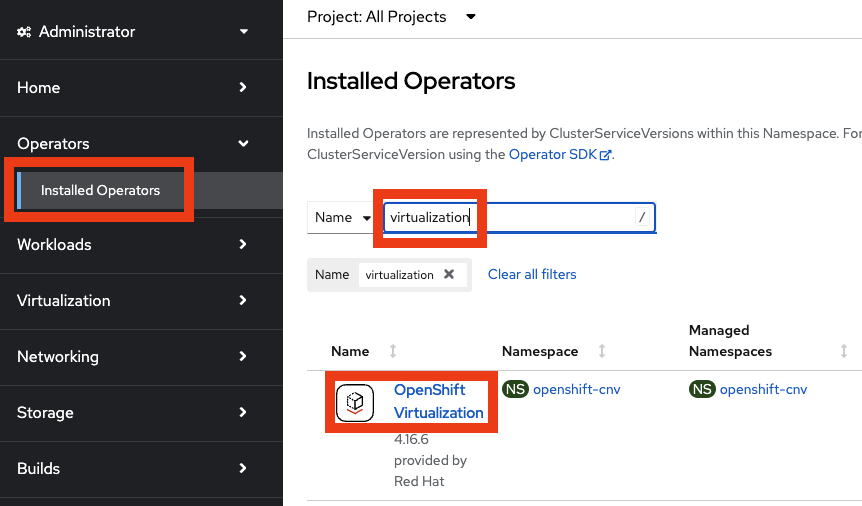 Administrator
Home
Operators
Installed Operators
Workloads
Virtualization
Networking
Storage
Builds
Project: All Projects
Installed Operators
Installed Operators are represented by ClusterServiceVersions within this Namespace. For
ClusterServiceVersion using the Operator SDK.
Name virtualization /
Name virtualization Clear all filters
Name Namespace Managed
Namespaces
OpenShift
Virtualization
NS openshift-cnv NS openshift-cnv
4.16.6
provided by
Red Hat